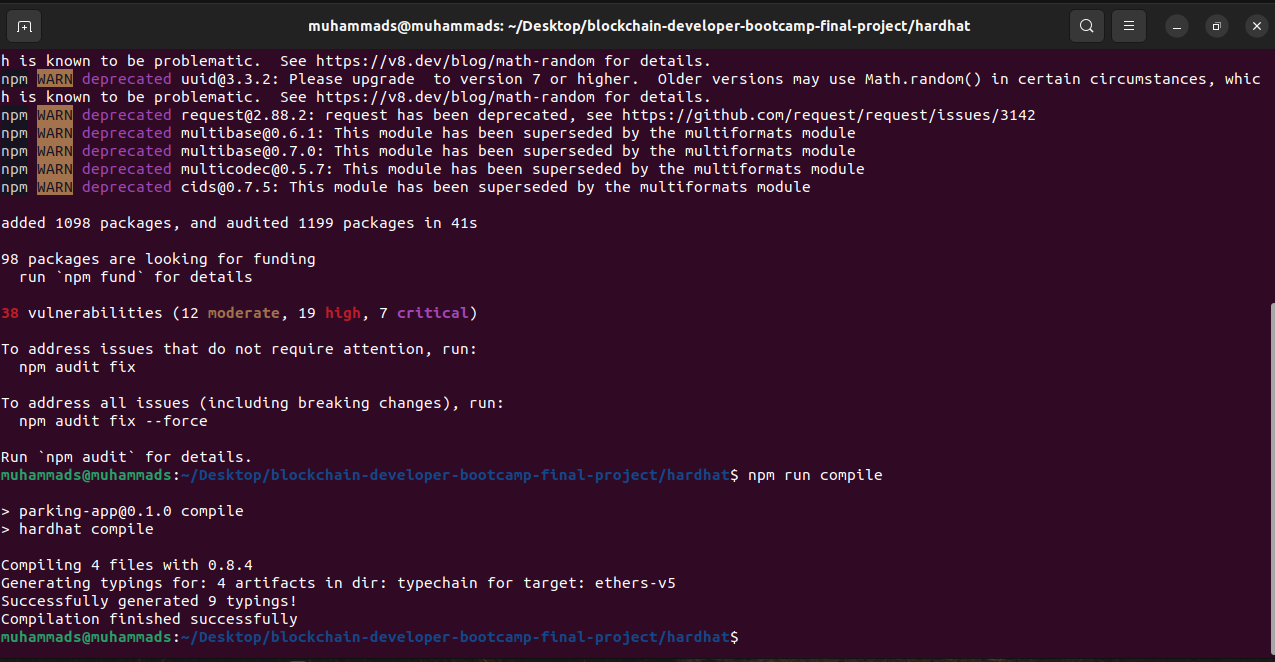 muhammads@muhammads: ~/Desktop/blockchain-developer-bootcamp-final-project/hardhat
h is known to be problematic.  See https://v8.dev/blog/math-random for details.
npm WARN deprecated uuid@3.3.2: Please upgrade  to version 7 or higher.  Older versions may use Math.random() in certain circumstances, whic
h is known to be problematic.  See https://v8.dev/blog/math-random for details.
npm WARN deprecated request@2.88.2: request has been deprecated, see https://github.com/request/request/issues/3142
npm WARN deprecated multibase@0.6.1: This module has been superseded by the multiformats module
npm WARN deprecated multibase@0.7.0: This module has been superseded by the multiformats module
npm WARN deprecated multicodec@0.5.7: This module has been superseded by the multiformats module
npm WARN deprecated cids@0.7.5: This module has been superseded by the multiformats module
added 1098 packages, and audited 1199 packages in 41s
98 packages are looking for funding
  run `npm fund` for details
38 vulnerabilities (12 moderate, 19 high, 7 critical)
To address issues that do not require attention, run:
  npm audit fix
To address all issues (including breaking changes), run:
  npm audit fix --force
Run `npm audit` for details.
muhammads@muhammads:~/Desktop/blockchain-developer-bootcamp-final-project/hardhat$ npm run compile
> parking-app@0.1.0 compile
> hardhat compile
Compiling 4 files with 0.8.4
Generating typings for: 4 artifacts in dir: typechain for target: ethers-v5
Successfully generated 9 typings!
Compilation finished successfully
muhammads@muhammads:~/Desktop/blockchain-developer-bootcamp-final-project/hardhat$